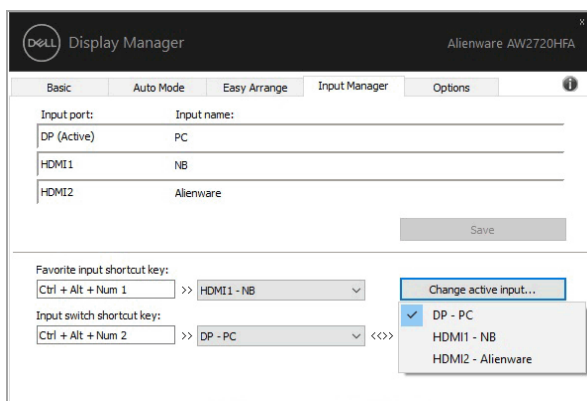 DELL Display Manager Alienware AW2720HFA
x
Basic Auto Mode Easy Arrange Input Manager Options i
Input port: Input name:
DP (Active) PC
HDMI1 NB
HDMI2 Alienware
Save
Favorite input shortcut key:
Ctrl + Alt + Num 1 >> HDMI1 - NB Change active input...
Input switch shortcut key:
Ctrl + Alt + Num 2 >> DP - PC <<>>
DP - PC
HDMI1 - NB
HDMI2 - Alienware